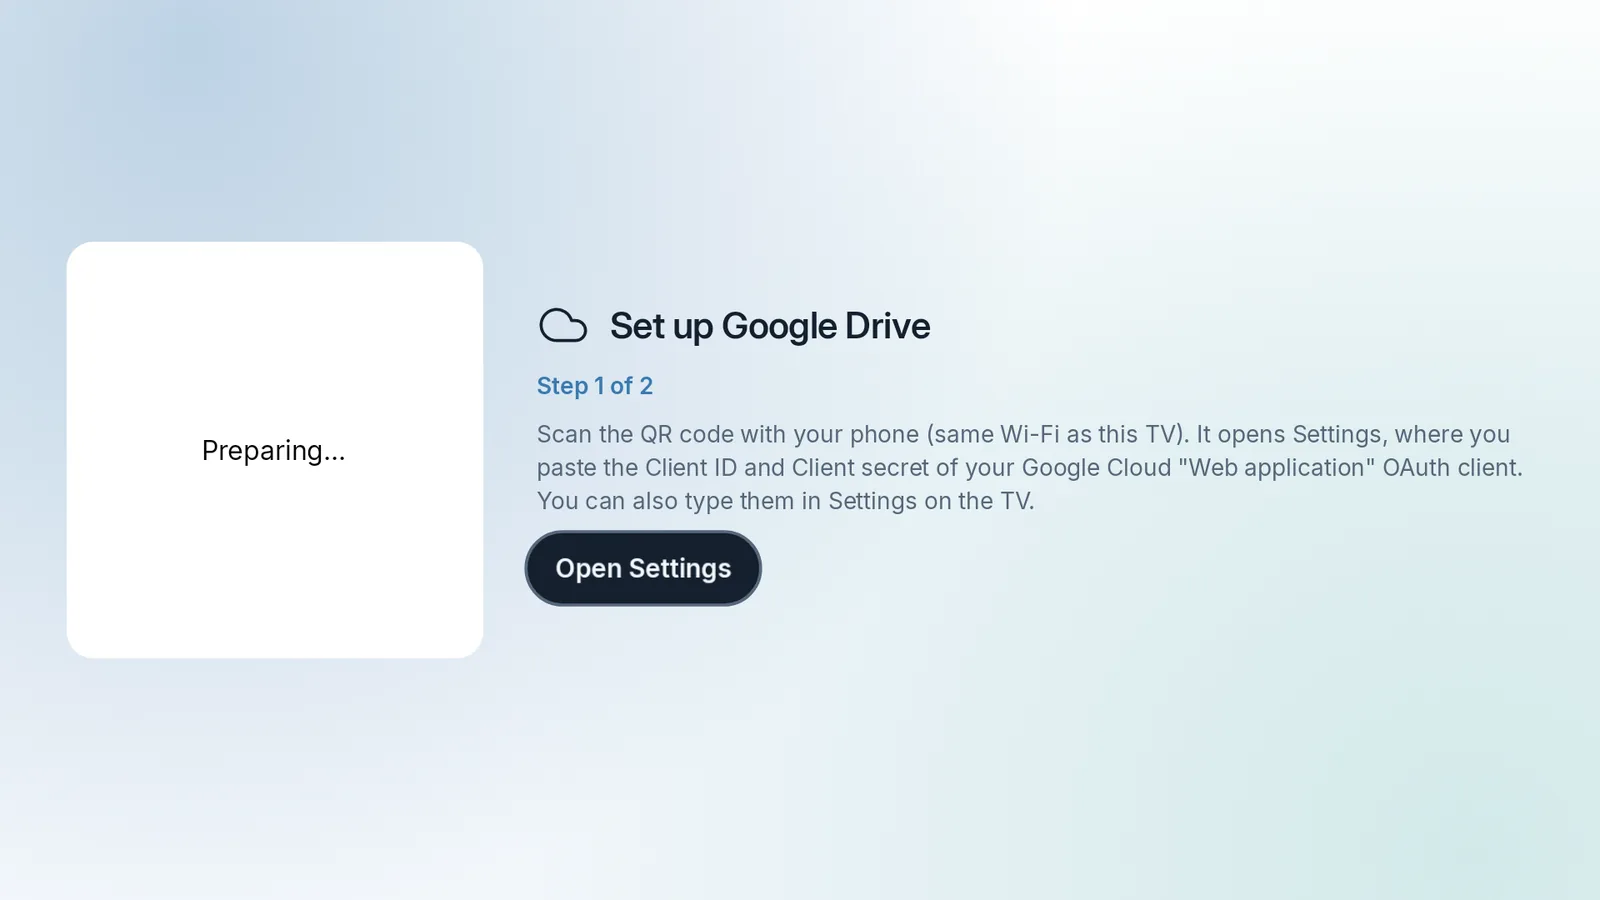 Set up Google Drive
Step 1 of 2
Scan the QR code with your phone (same Wi-Fi as this TV). It opens Settings, where you
paste the Client ID and Client secret of your Google Cloud "Web application" OAuth client.
You can also type them in Settings on the TV.
Preparing...
Open Settings